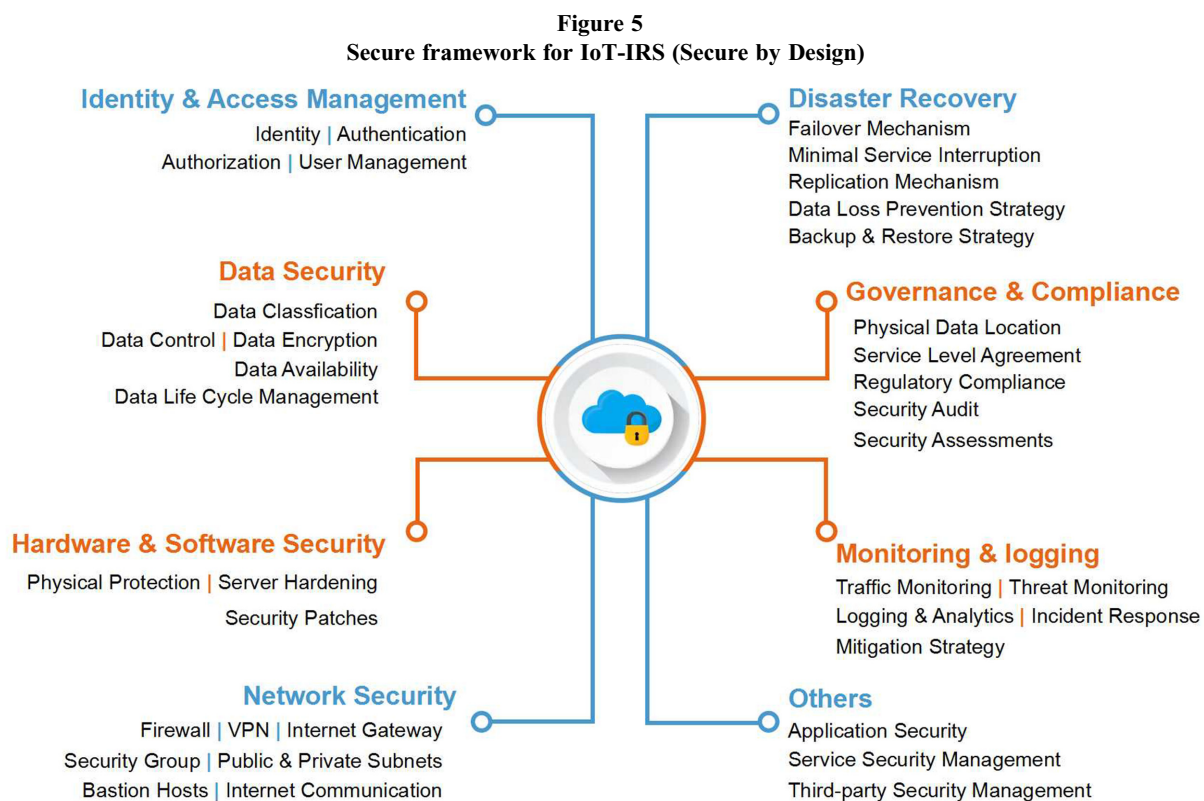 Figure 5
Secure framework for IoT-IRS (Secure by Design)
Identity & Access Management
Identity | Authentication
Authorization | User Management
Data Security
Data Classfication
Data Control | Data Encryption
Data Availability
Data Life Cycle Management
Hardware & Software Security
Physical Protection | Server Hardening
Security Patches
Network Security
Firewall | VPN | Internet Gateway
Security Group | Public & Private Subnets
Bastion Hosts | Internet Communication
Disaster Recovery
Failover Mechanism
Minimal Service Interruption
Replication Mechanism
Data Loss Prevention Strategy
Backup & Restore Strategy
Governance & Compliance
Physical Data Location
Service Level Agreement
Regulatory Compliance
Security Audit
Security Assessments
Monitoring & logging
Traffic Monitoring | Threat Monitoring
Logging & Analytics | Incident Response
Mitigation Strategy
Others
Application Security
Service Security Management
Third-party Security Management